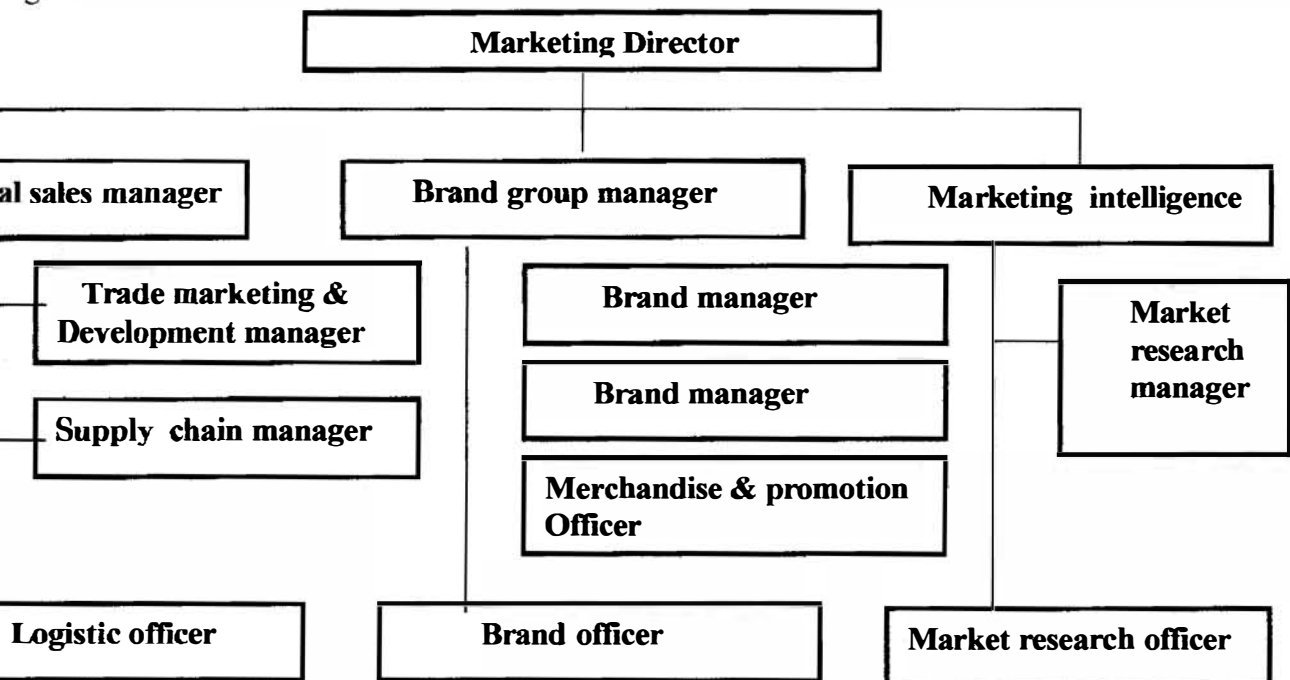 Marketing Director
sales manager
Brand group manager
Marketing intelligence
Trade marketing &
Development manager
Brand manager
Market
research
manager
Brand manager
Supply chain manager
Merchandise & promotion
Officer
Logistic officer
Brand officer
Market research officer